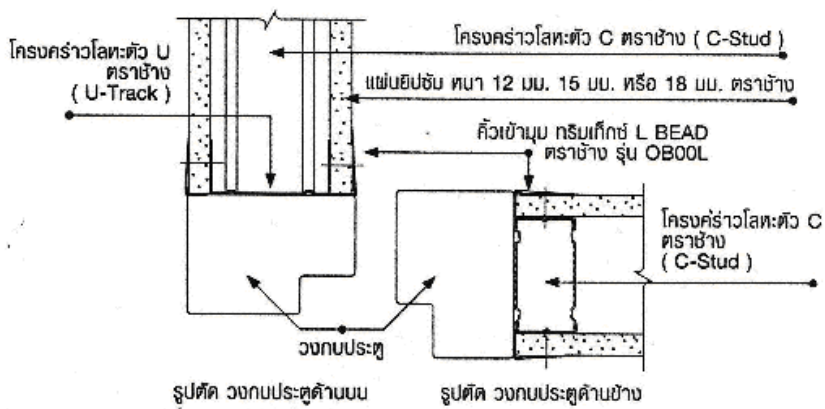 โครงคร่าวโลหะตัว U
ตราช้าง
( U-Track )
โครงคร่าวโลหะตัว C ตราช้าง ( C-Stud )
แผ่นยิปซัม หนา 12 มม. 15 มม. หรือ 18 มม. ตราช้าง
คิ้วเข้ามุม ทริมเท็กซ์ L BEAD
ตราช้าง รุ่น OB00L
โครงคร่าวโลหะตัว C
ตราช้าง
( C-Stud )
วงกบประตู
รูปตัด วงกบประตูด้านบน
รูปตัด วงกบประตูด้านข้าง